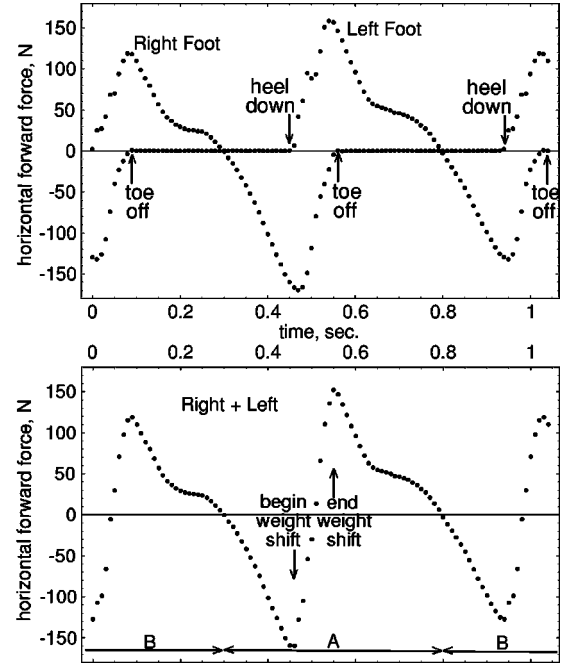 horizontal forward force, N
150
100
50
0
-50
-100
-150
Right Foot
Left Foot
heel
down
heel
down
toe
off
toe
off
toe
off
0
0.2
0.4
0.6
0.8
1
time, sec.
0
0.2
0.4
0.6
0.8
1
horizontal forward force, N
150
100
50
0
-50
-100
-150
Right + Left
begin
weight
shift
end
weight
shift
B
A
B